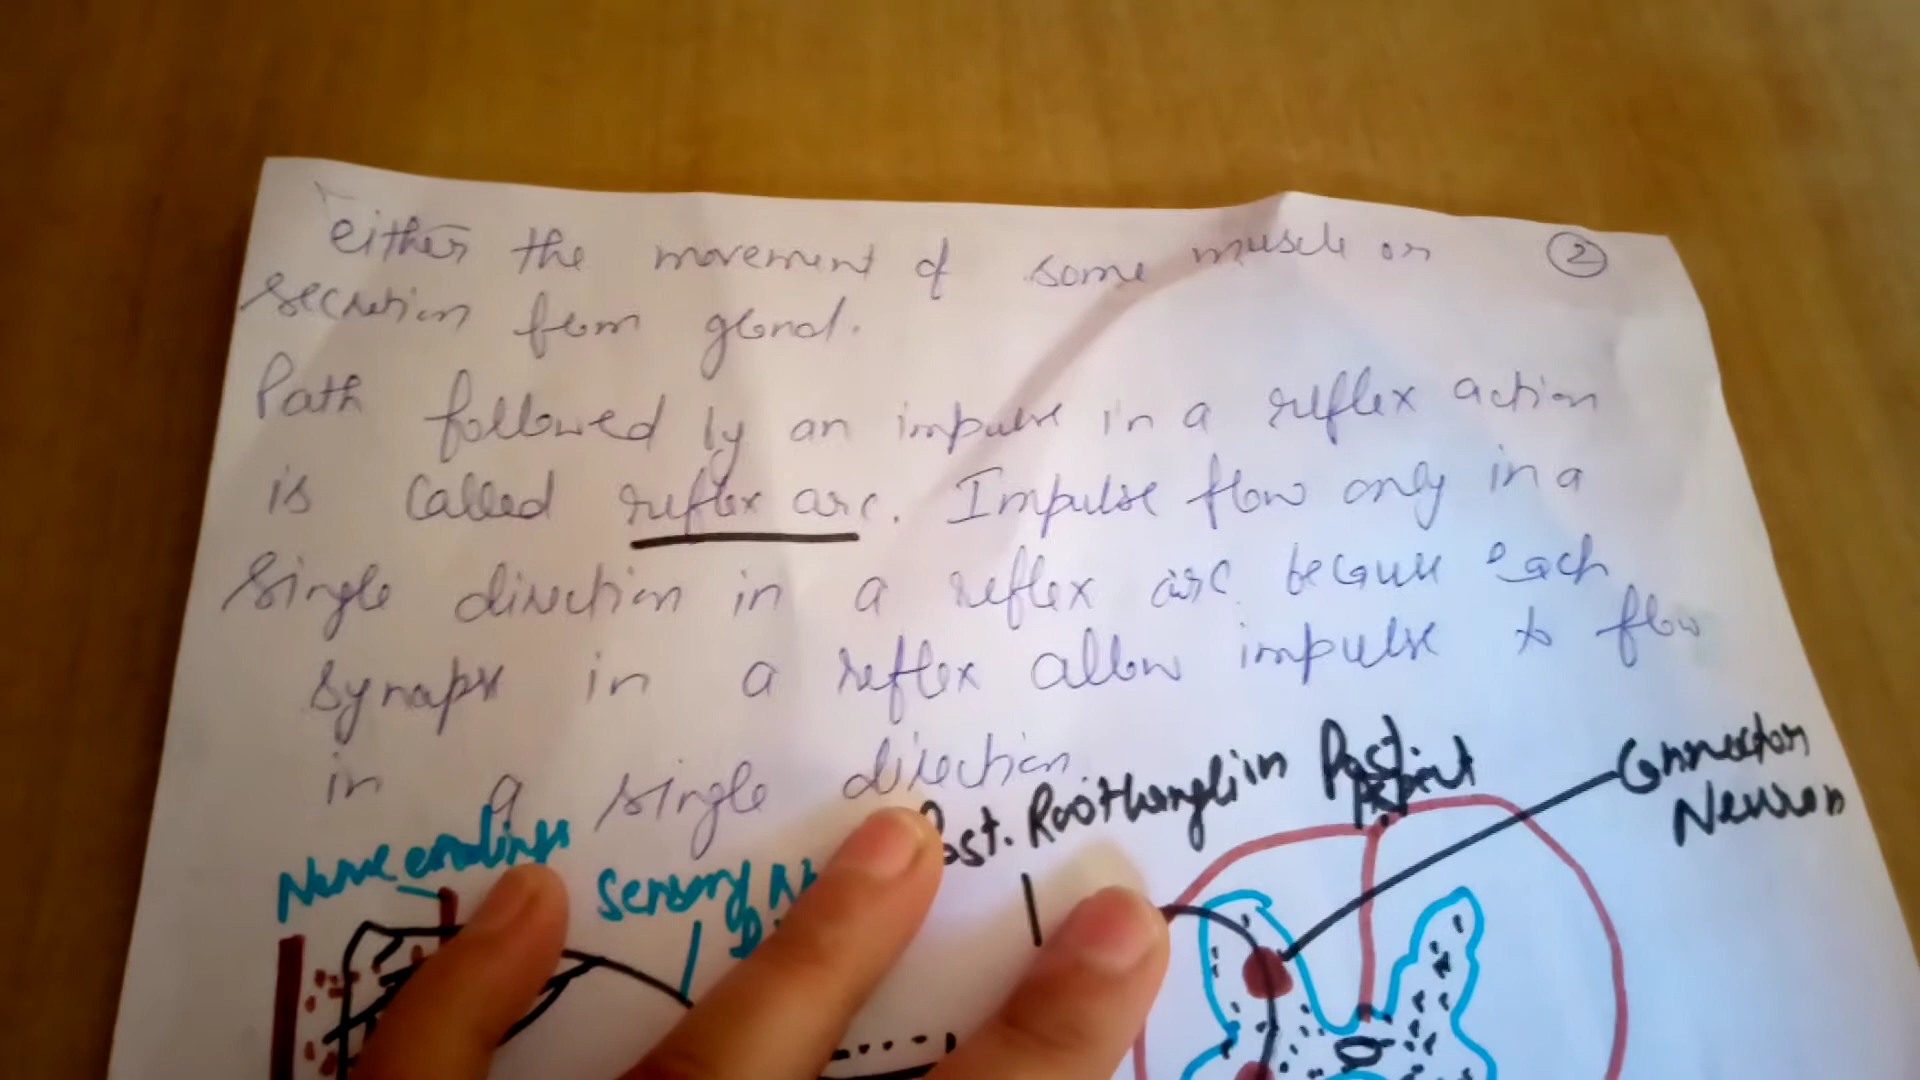 either the movement of some muscle or
2
secretion from gland.
Path followed by an impulse in a reflex action
is called reflex arc. Impulse flow only in a
single direction in a reflex arc because each
synapse in a reflex allow impulse to flow
in a single direction.
Nerve endings
Sensory
Post. Root
Post.
Connector
Neuron